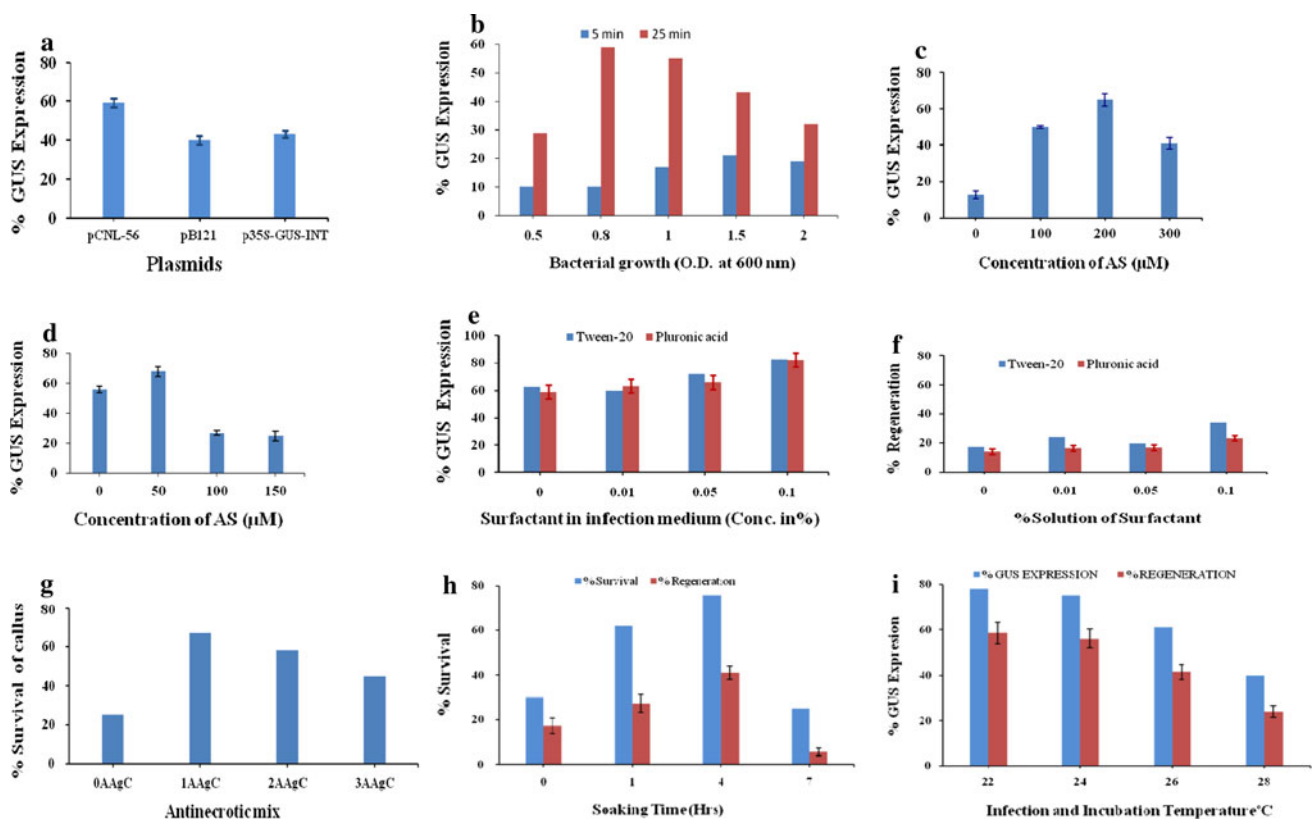 a
% GUS Expression
80
60
40
20
0
pCNL-56
pB121
p35S-GUS-INT
Plasmids
b
5 min
25 min
% GUS Expression
60
50
40
30
20
10
0
0.5
0.8
1
1.5
2
Bacterial growth (O.D. at 600 nm)
c
% GUS Expression
80
60
40
20
0
0
100
200
300
Concentration of AS (µM)
d
% GUS Expression
80
60
40
20
0
0
50
100
150
Concentration of AS (µM)
e
Tween-20
Pluronic acid
% GUS Expression
100
80
60
40
20
0
0
0.01
0.05
0.1
Surfactant in infection medium (Conc. in%)
f
Tween-20
Pluronic acid
% Regeneration
80
60
40
20
0
0
0.01
0.05
0.1
%Solution of Surfactant
g
% Survival of callus
80
60
40
20
0
0AAgC
1AAgC
2AAgC
3AAgC
Antinecrotic mix
h
%Survival
%Regeneration
% Survival
80
60
40
20
0
0
1
4
7
Soaking Time (Hrs)
i
% GUS EXPRESSION
%REGENERATION
% GUS Expresion
80
60
40
20
0
22
24
26
28
Infection and Incubation Temperature°C